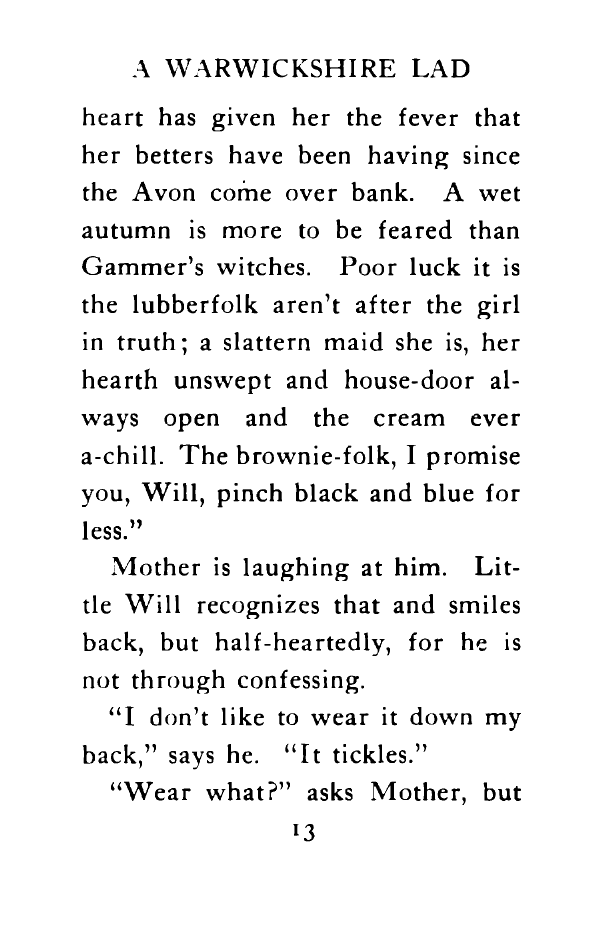 A WARWICKSHIRE LAD
heart has given her the fever that
her betters have been having since
the Avon come over bank. A wet
autumn is more to be feared than
Gammer's witches. Poor luck it is
the lubberfolk aren't after the girl
in truth; a slattern maid she is, her
hearth unswept and house-door al-
ways open and the cream ever
a-chill. The brownie-folk, I promise
you, Will, pinch black and blue for
less."
Mother is laughing at him. Lit-
tle Will recognizes that and smiles
back, but half-heartedly, for he is
not through confessing.
"I don't like to wear it down my
back," says he. "It tickles."
"Wear what?" asks Mother, but
13